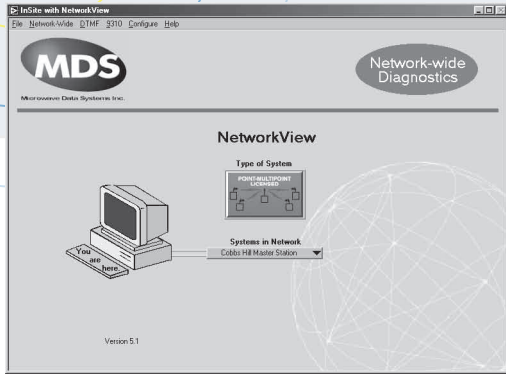 InSite with NetworkView
File Network-Wide DTMF 9310 Configure Help
MDS
Microwave Data Systems Inc.
Network-wide
Diagnostics
NetworkView
Type of System
POINT-MULTIPOINT
LICENSED
You
are
here.
Systems in Network
Cobbs Hill Master Station
Version 5.1